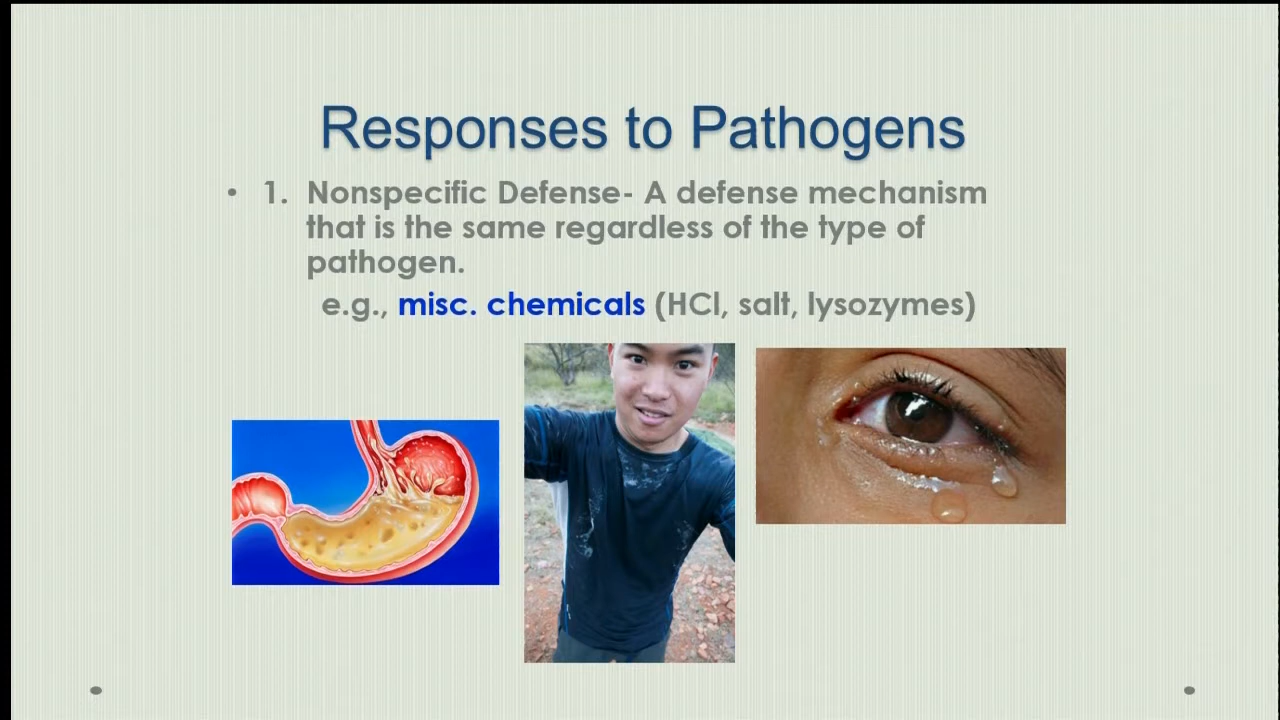 Responses to Pathogens
• 1. Nonspecific Defense- A defense mechanism
that is the same regardless of the type of
pathogen.
e.g., misc. chemicals (HCl, salt, lysozymes)